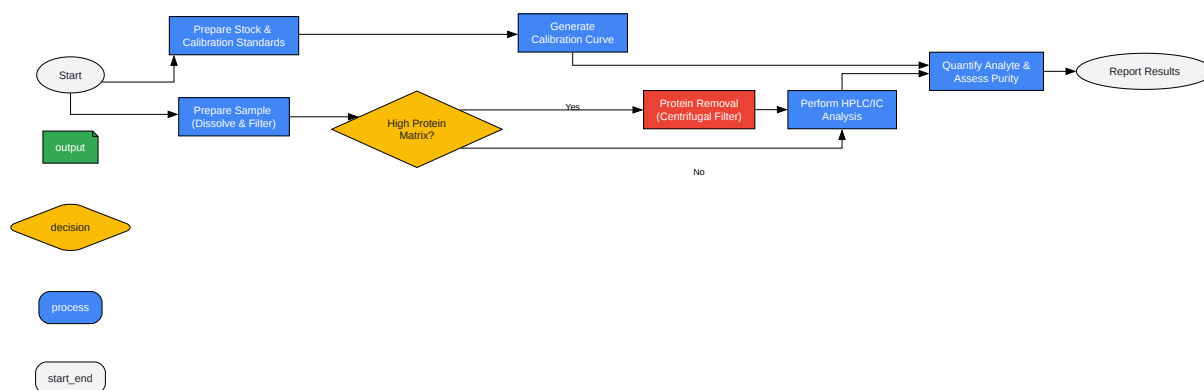 Prepare Stock &
Calibration Standards
Generate
Calibration Curve
Start
Quantify Analyte &
Assess Purity
Report Results
Prepare Sample
(Dissolve & Filter)
High Protein
Matrix?
Yes
Protein Removal
(Centrifugal Filter)
Perform HPLC/IC
Analysis
No
output
decision
process
start_end